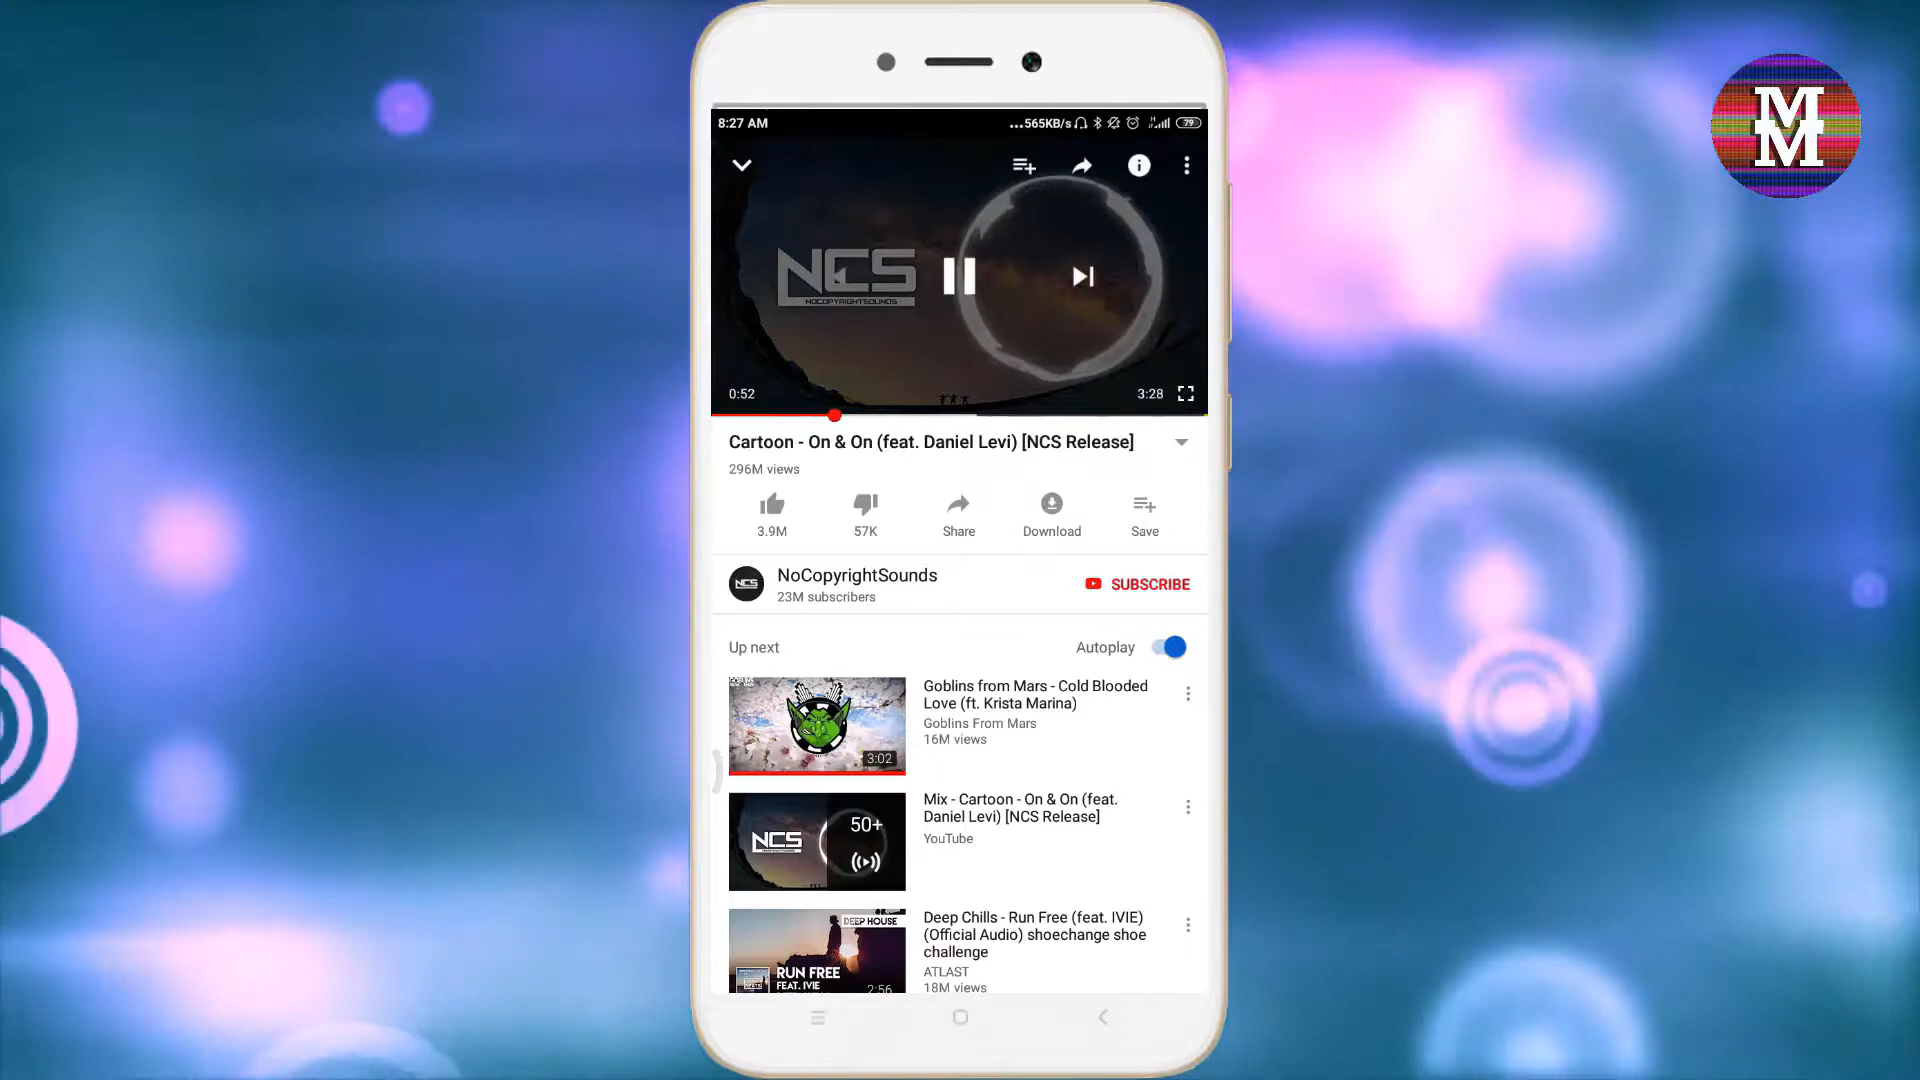 8:27 AM
...565KB/s
H
79
NCS
NOCOPYRIGHTSOUNDS
0:52
3:28
Cartoon - On & On (feat. Daniel Levi) [NCS Release]
296M views
3.9M
57K
Share
Download
Save
NCS
NoCopyrightSounds
23M subscribers
SUBSCRIBE
Up next
Autoplay
3:02
Goblins from Mars - Cold Blooded
Love (ft. Krista Marina)
Goblins From Mars
16M views
NCS
50+
Mix - Cartoon - On & On (feat.
Daniel Levi) [NCS Release]
YouTube
DEEP HOUSE
RUN FREE
FEAT. IVIE
2:56
Deep Chills - Run Free (feat. IVIE)
(Official Audio) shoechange shoe
challenge
ATLAST
18M views
M
M